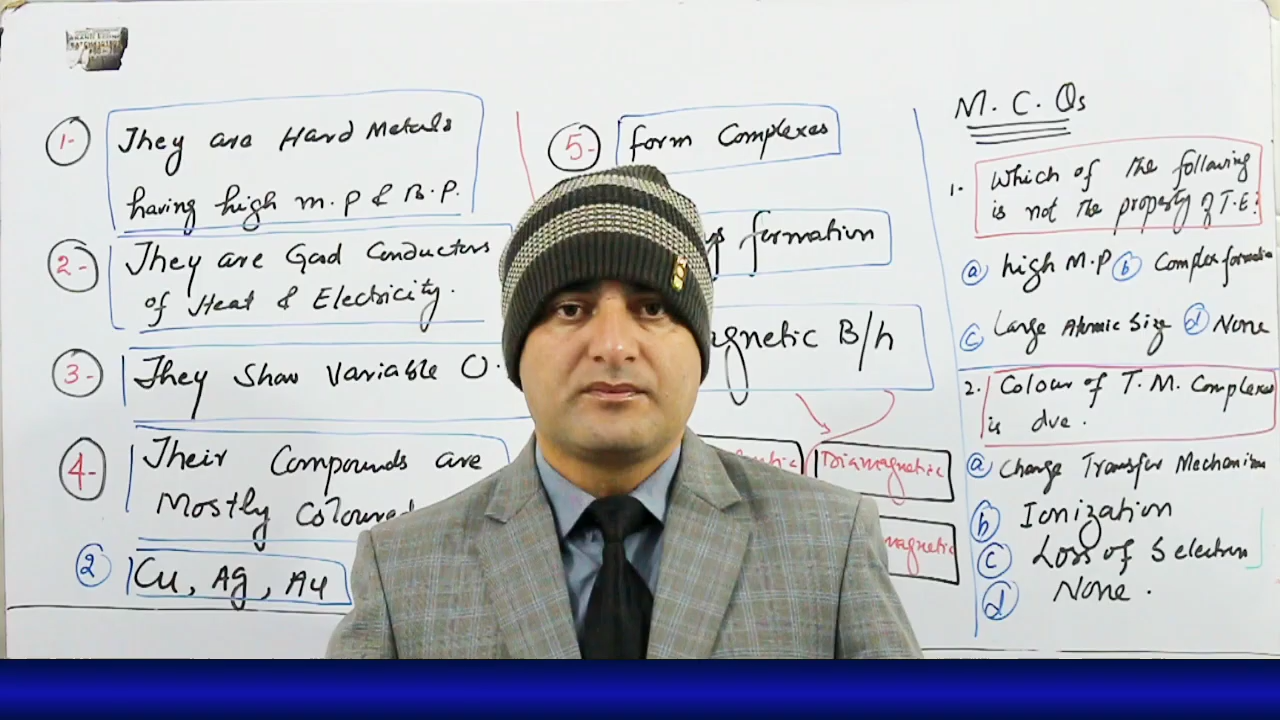 1- They are Hard Metals
having high m.p & B.P.
2- They are Good Conductors
of Heat & Electricity.
3- They Show Variable O.
4- Their Compounds are
Mostly Coloured
2 Cu, Ag, Au
5- form Complexes
formation
gnetic B/h
Diamagnetic
magnetic
M. C. Qs
1. Which of the following
is not the property of T.E?
a high M.P b Complex formation
c Large Atomic Size d None
2. Colour of T.M. Complexes
is due.
a Change Transfer Mechanism
b Ionization
c Loss of S electron
d None.